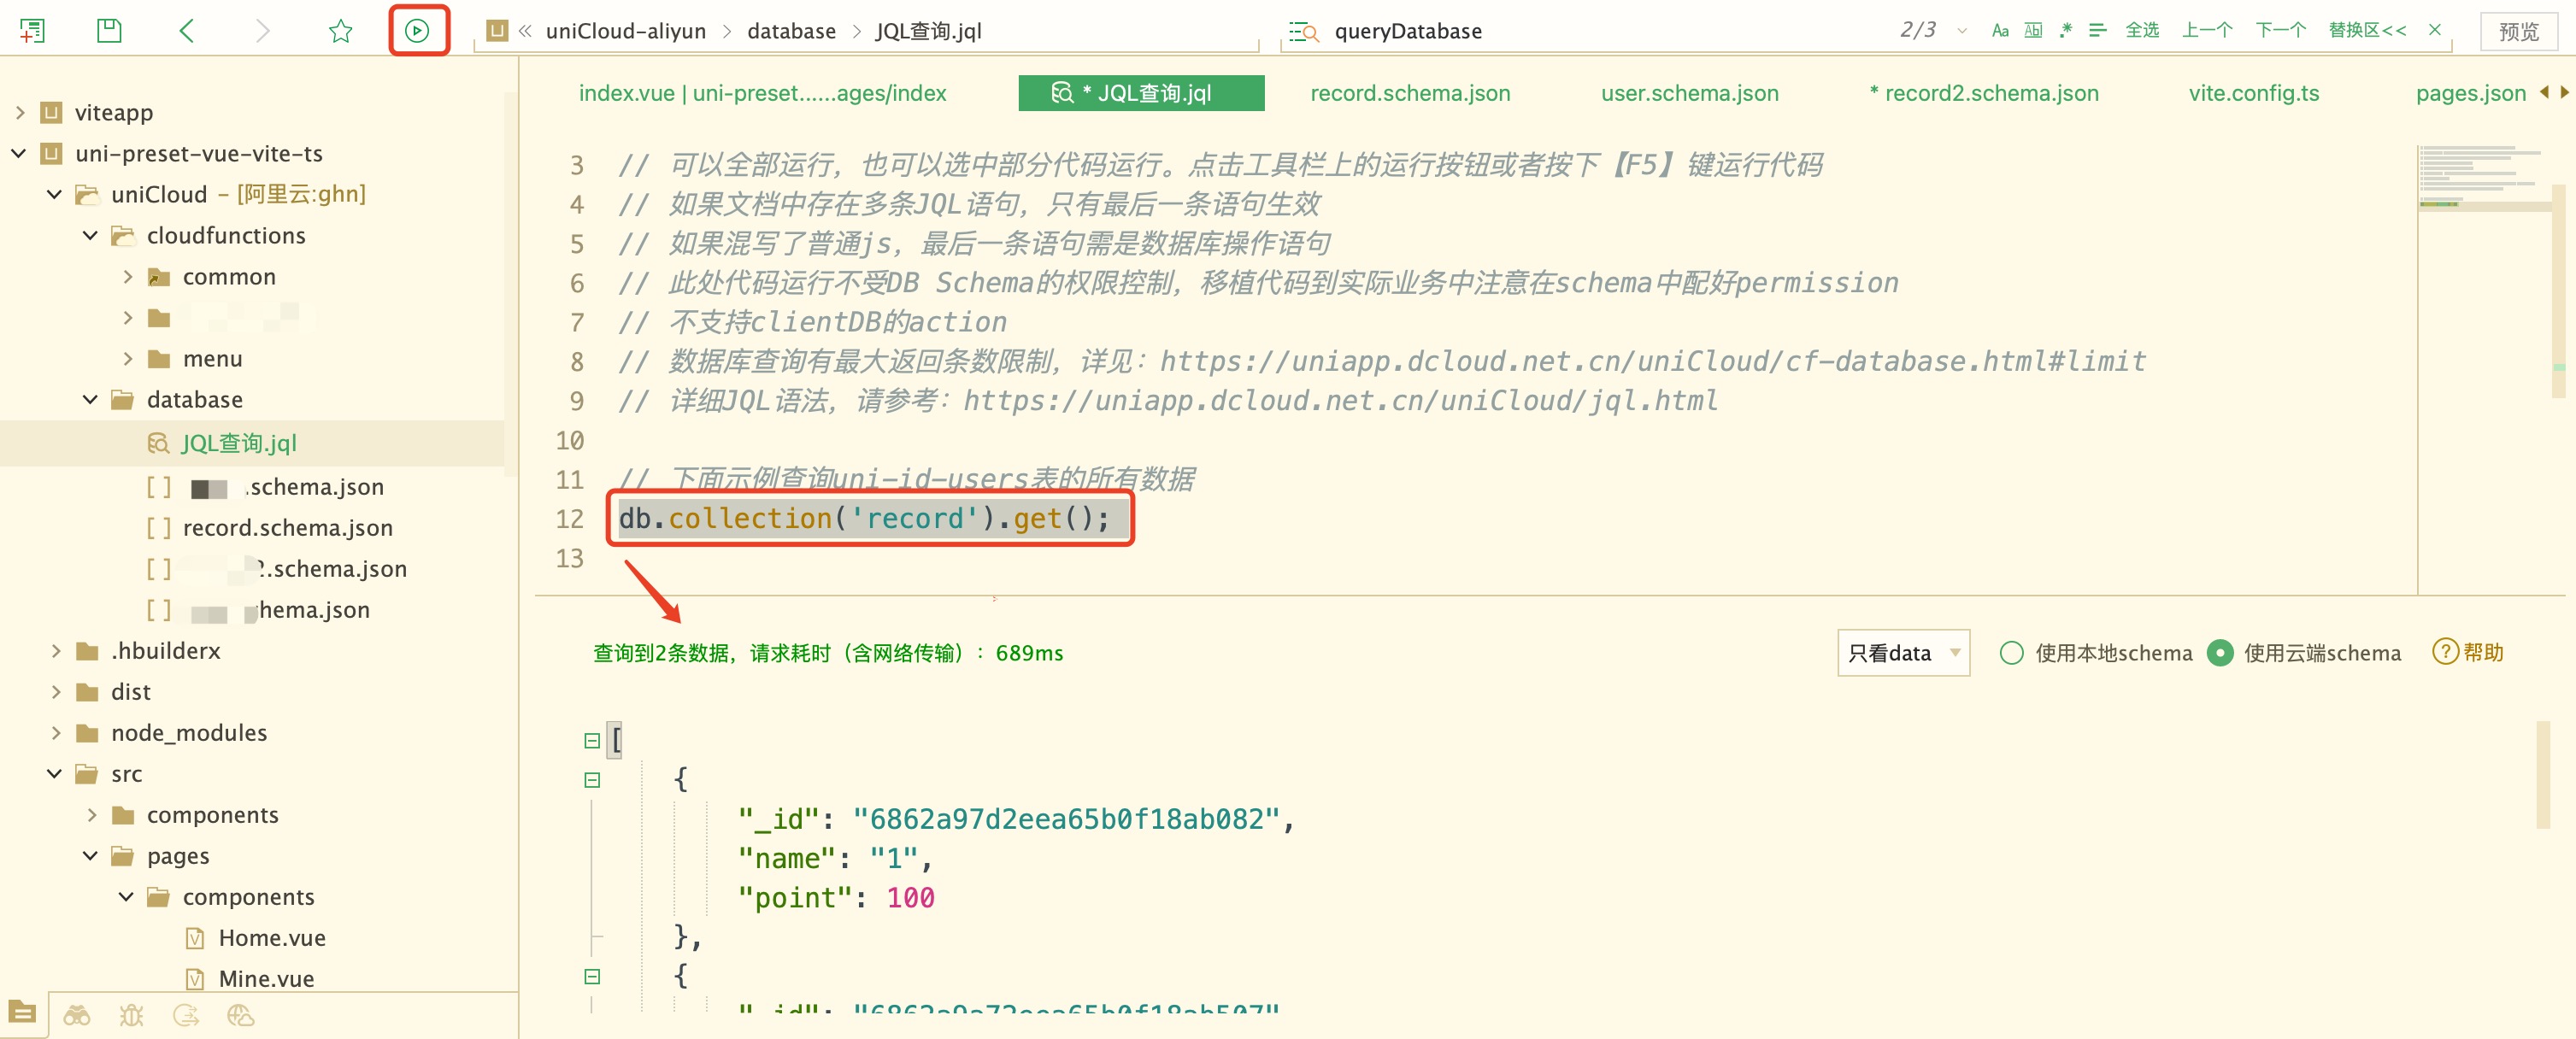 uniCloud-aliyun > database > JQL查询.jql
queryDatabase
2/3
Aa
Abl
.*
全选
上一个
下一个
替换区<<
预览
viteapp
uni-preset-vue-vite-ts
uniCloud - [阿里云:ghn]
cloudfunctions
common
menu
database
JQL查询.jql
.schema.json
record.schema.json
.schema.json
hema.json
.hbuilderx
dist
node_modules
src
components
pages
components
Home.vue
Mine.vue
index.vue | uni-preset......ages/index
* JQL查询.jql
record.schema.json
user.schema.json
* record2.schema.json
vite.config.ts
pages.json
3 // 可以全部运行，也可以选中部分代码运行。点击工具栏上的运行按钮或者按下【F5】键运行代码
4 // 如果文档中存在多条JQL语句，只有最后一条语句生效
5 // 如果混写了普通js，最后一条语句需是数据库操作语句
6 // 此处代码运行不受DB Schema的权限控制，移植代码到实际业务中注意在schema中配好permission
7 // 不支持clientDB的action
8 // 数据库查询有最大返回条数限制，详见：https://uniapp.dcloud.net.cn/uniCloud/cf-database.html#limit
9 // 详细JQL语法，请参考：https://uniapp.dcloud.net.cn/uniCloud/jql.html
10
11 // 下面示例查询uni-id-users表的所有数据
12 db.collection('record').get();
13
查询到2条数据，请求耗时（含网络传输）：689ms
只看data
使用本地schema
使用云端schema
帮助
[
{
"_id": "6862a97d2eea65b0f18ab082",
"name": "1",
"point": 100
},
{